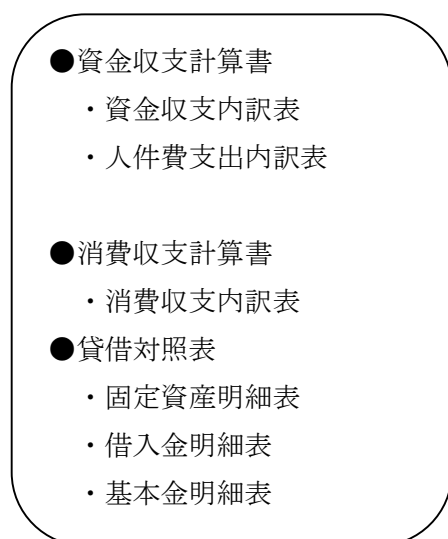 ●資金収支計算書
・資金収支内訳表
・人件費支出内訳表
●消費収支計算書
・消費収支内訳表
●貸借対照表
・固定資産明細表
・借入金明細表
・基本金明細表